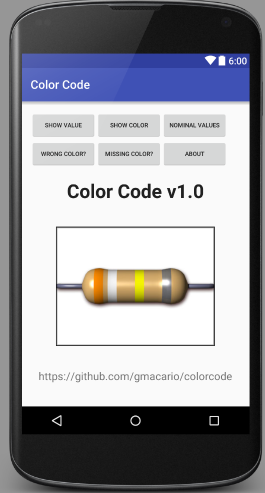 6:00
Color Code
SHOW VALUE SHOW COLOR NOMINAL VALUES
WRONG COLOR? MISSING COLOR? ABOUT
Color Code v1.0
https://github.com/gmacario/colorcode